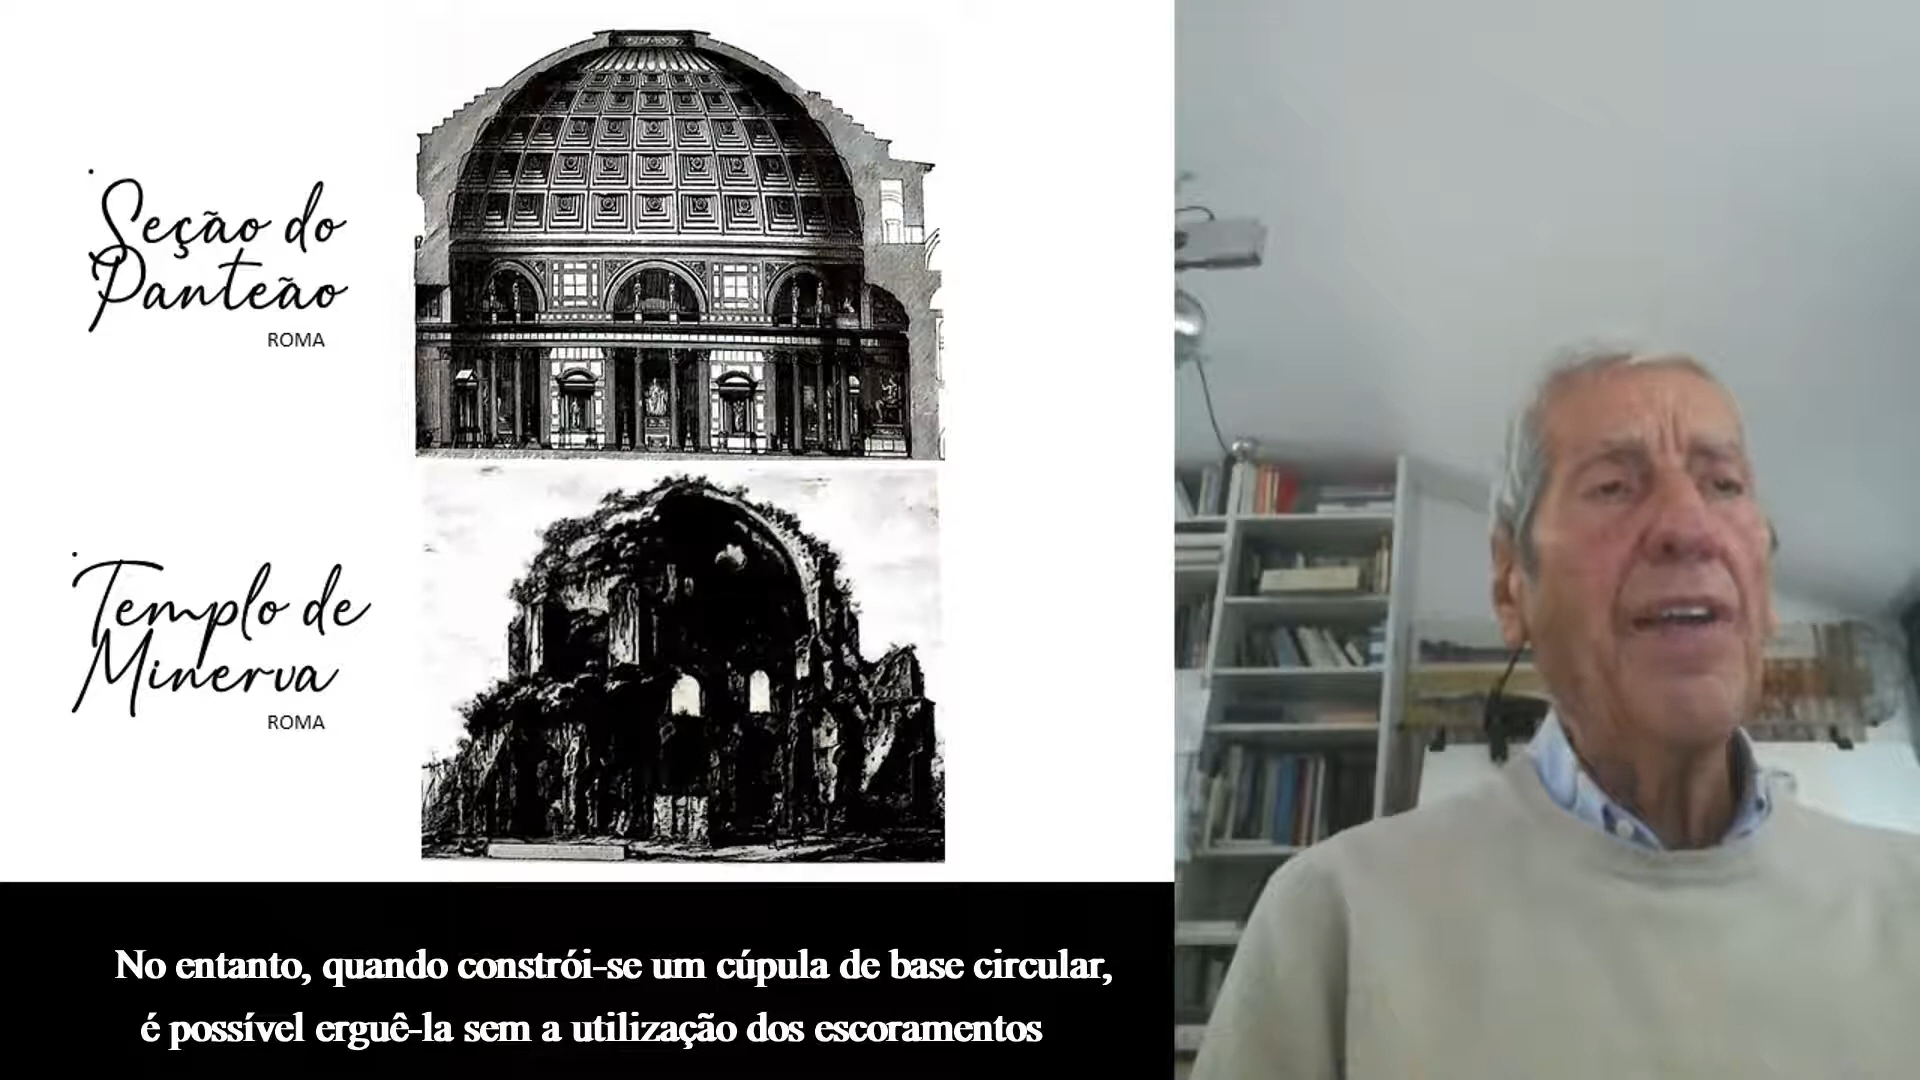 Seção do
Panteão
ROMA
Templo de
Minerva
ROMA
No entanto, quando constrói-se um cúpula de base circular,
é possível erguê-la sem a utilização dos escoramentos